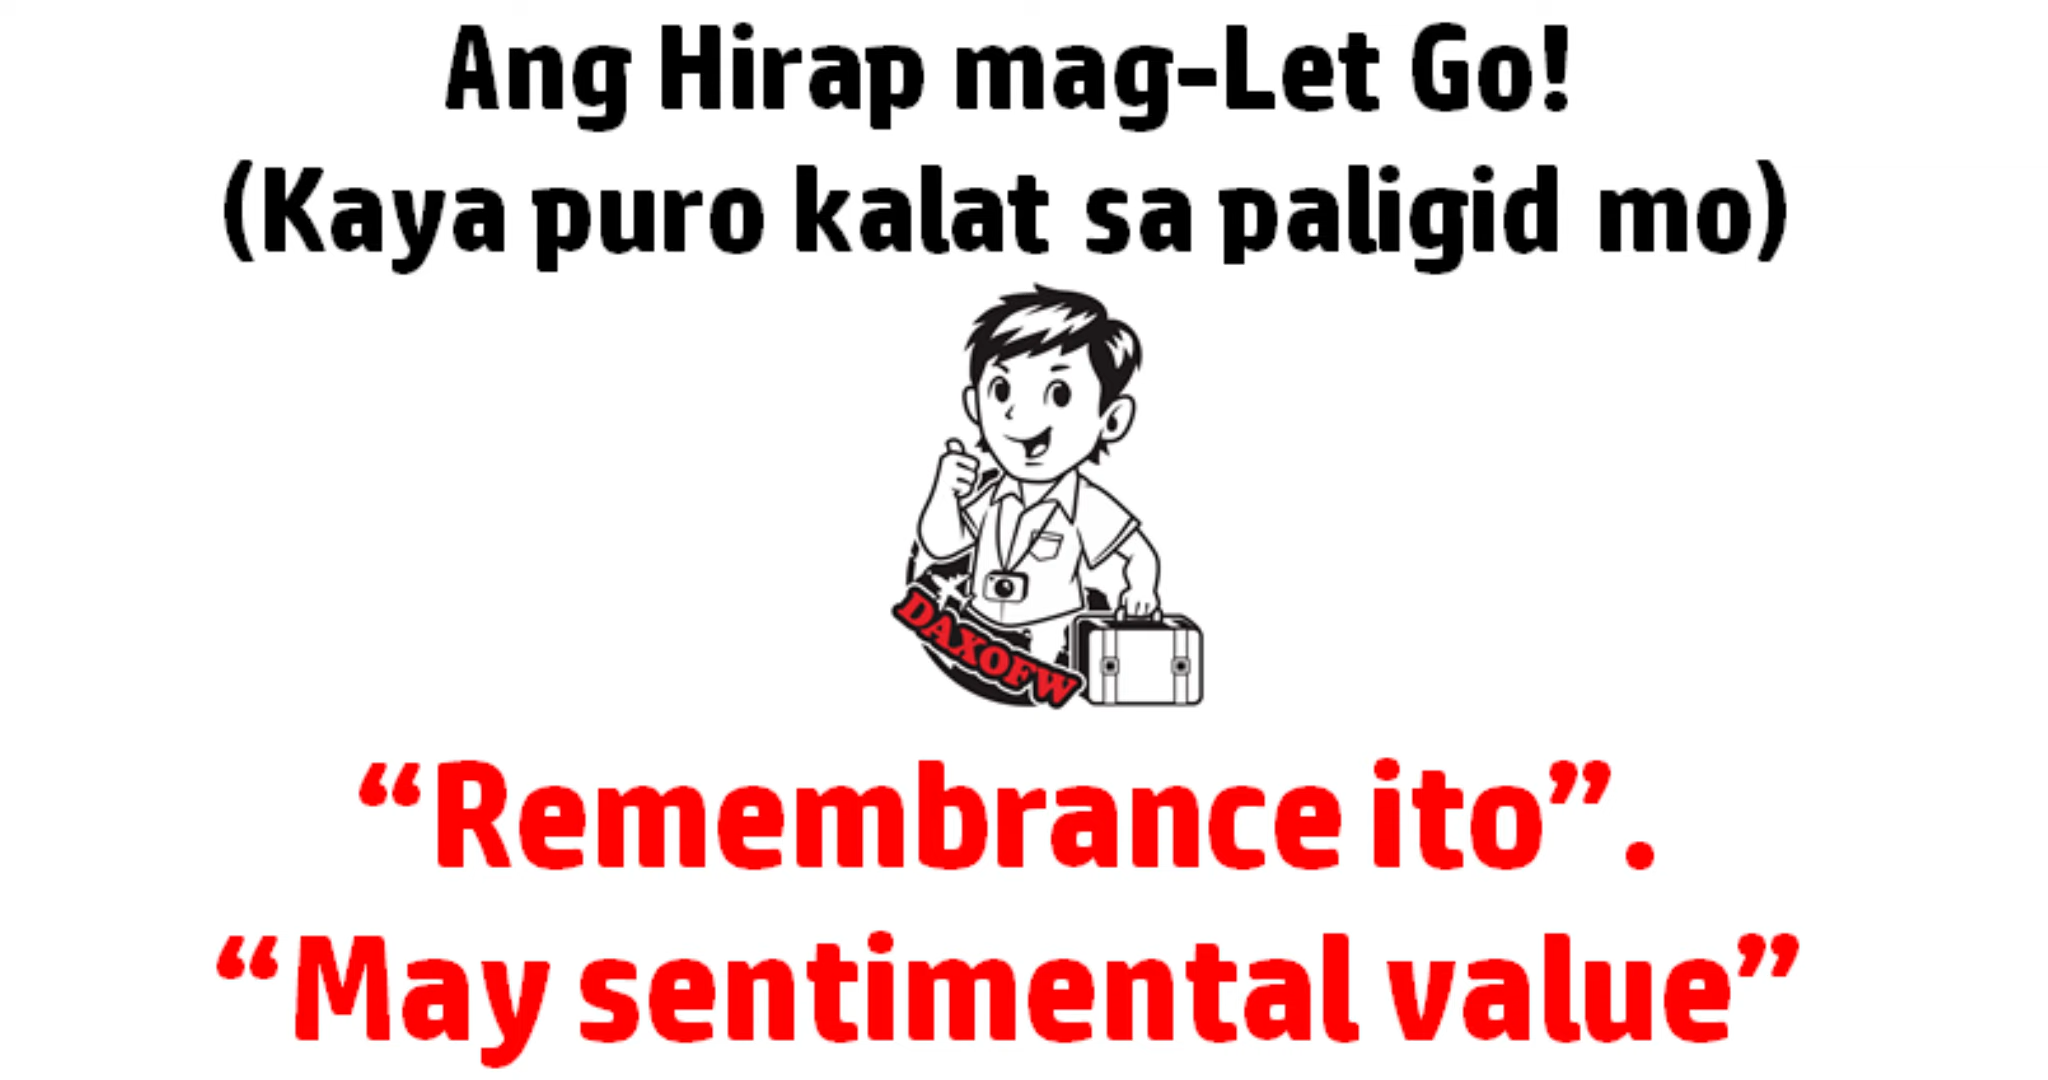 Ang Hirap mag-Let Go!
(Kaya puro kalat sa paligid mo)
DAXOFW
“Remembrance ito”.
“May sentimental value”